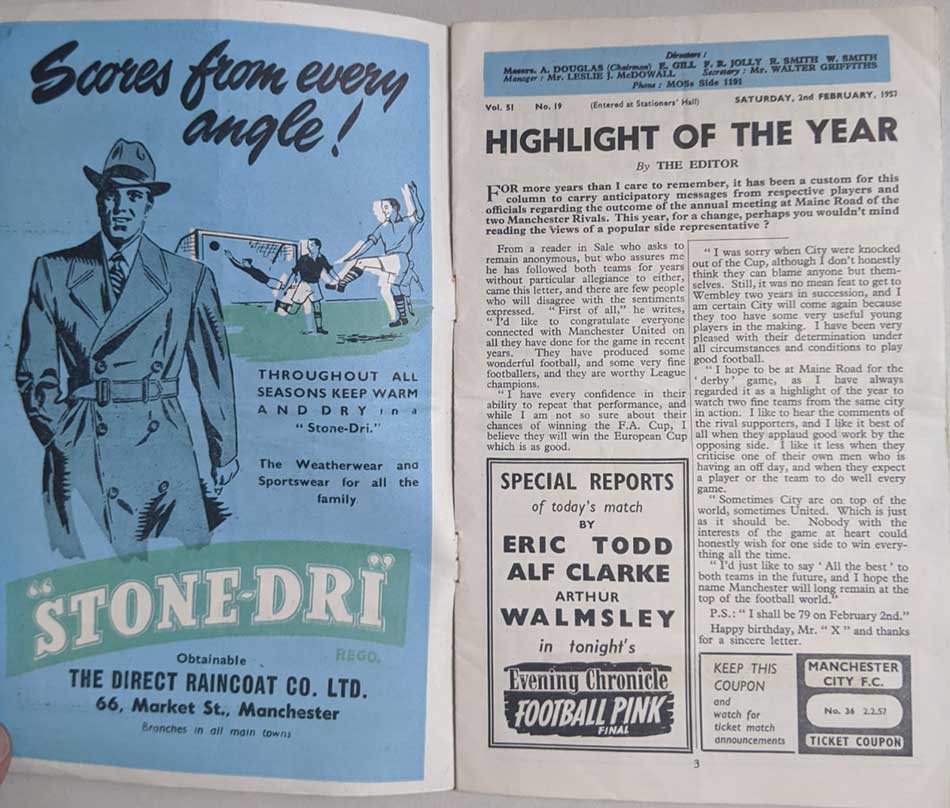 Scores from every
angle!
THROUGHOUT ALL
SEASONS KEEP WARM
AND DRY in a
"Stone-Dri."
The Weatherwear and
Sportswear for all the
family.
"STONE-DRI"
REGD.
Obtainable
THE DIRECT RAINCOAT CO. LTD.
66, Market St., Manchester
Branches in all main towns
Directors :
Messrs. A. DOUGLAS (Chairman) E. GILL F. R. JOLLY R. SMITH W. SMITH
Manager : Mr. LESLIE J. McDOWALL Secretary : Mr. WALTER GRIFFITHS
Phone : MOSs Side 1191
Vol. 51 No. 19 (Entered at Stationers' Hall) SATURDAY, 2nd FEBRUARY, 1957
HIGHLIGHT OF THE YEAR
By THE EDITOR
FOR more years than I care to remember, it has been a custom for this
column to carry anticipatory messages from respective players and
officials regarding the outcome of the annual meeting at Maine Road of the
two Manchester Rivals. This year, for a change, perhaps you wouldn't mind
reading the views of a popular side representative ?
From a reader in Sale who asks to
remain anonymous, but who assures me
he has followed both teams for years
without particular allegiance to either,
came this letter, and there are few people
who will disagree with the sentiments
expressed. "First of all," he writes,
"I'd like to congratulate everyone
connected with Manchester United on
all they have done for the game in recent
years. They have produced some
wonderful football, and some very fine
footballers, and they are worthy League
champions.
"I have every confidence in their
ability to repeat that performance, and
while I am not so sure about their
chances of winning the F.A. Cup, I
believe they will win the European Cup
which is as good.
"I was sorry when City were knocked
out of the Cup, although I don't honestly
think they can blame anyone but them-
selves. Still, it was no mean feat to get to
Wembley two years in succession, and I
am certain City will come again because
they too have some very useful young
players in the making. I have been very
pleased with their determination under
all circumstances and conditions to play
good football.
"I hope to be at Maine Road for the
'derby' game, as I have always
regarded it as a highlight of the year to
watch two fine teams from the same city
in action. I like to hear the comments of
the rival supporters, and I like it best of
all when they applaud good work by the
opposing side. I like it less when they
criticise one of their own men who is
having an off day, and when they expect
a player or the team to do well every
game.
"Sometimes City are on top of the
world, sometimes United. Which is just
as it should be. Nobody with the
interests of the game at heart could
honestly wish for one side to win every-
thing all the time.
"I'd just like to say 'All the best' to
both teams in the future, and I hope the
name Manchester will long remain at the
top of the football world."
P.S.: "I shall be 79 on February 2nd."
Happy birthday, Mr. "X" and thanks
for a sincere letter.
SPECIAL REPORTS
of today's match
BY
ERIC TODD
ALF CLARKE
ARTHUR
WALMSLEY
in tonight's
Evening Chronicle
FOOTBALL PINK
FINAL
KEEP THIS
COUPON
and
watch for
ticket match
announcements
MANCHESTER
CITY F.C.
No. 36 2.2.57
TICKET COUPON
3